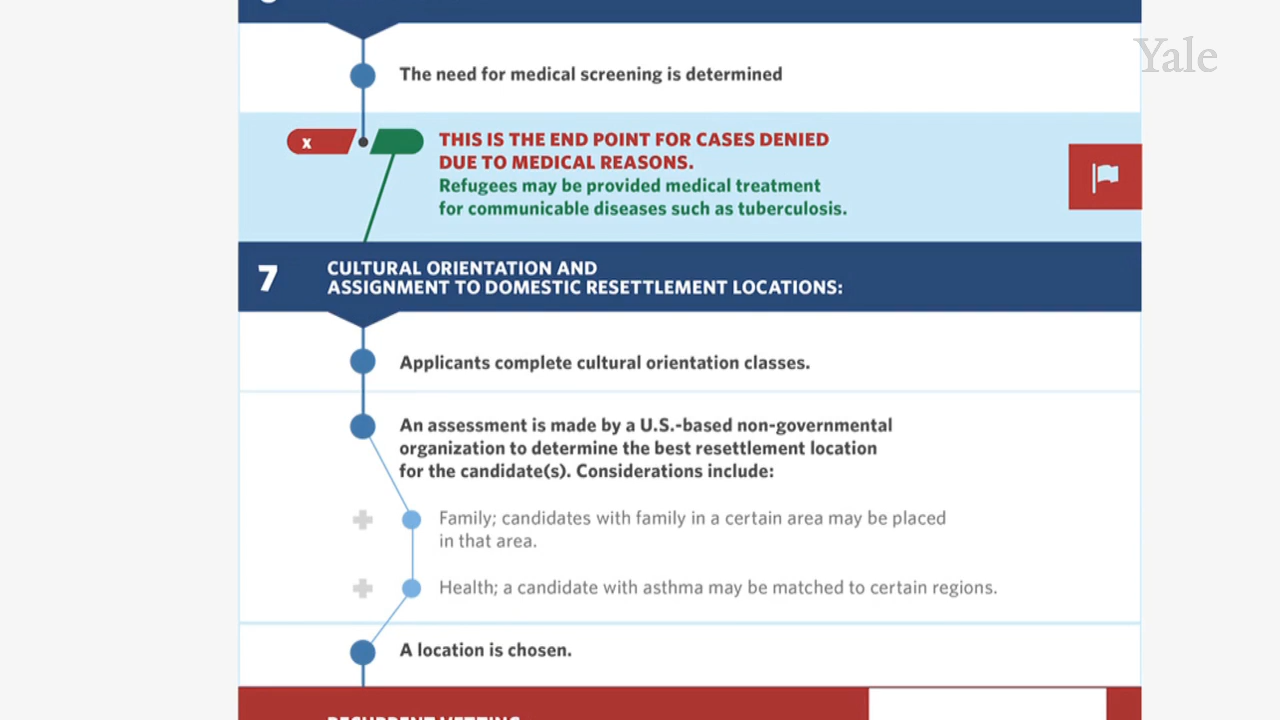 Yale
The need for medical screening is determined
x
THIS IS THE END POINT FOR CASES DENIED
DUE TO MEDICAL REASONS.
Refugees may be provided medical treatment
for communicable diseases such as tuberculosis.
7
CULTURAL ORIENTATION AND
ASSIGNMENT TO DOMESTIC RESETTLEMENT LOCATIONS:
Applicants complete cultural orientation classes.
An assessment is made by a U.S.-based non-governmental
organization to determine the best resettlement location
for the candidate(s). Considerations include:
Family; candidates with family in a certain area may be placed
in that area.
Health; a candidate with asthma may be matched to certain regions.
A location is chosen.
RECURRENT VETTING